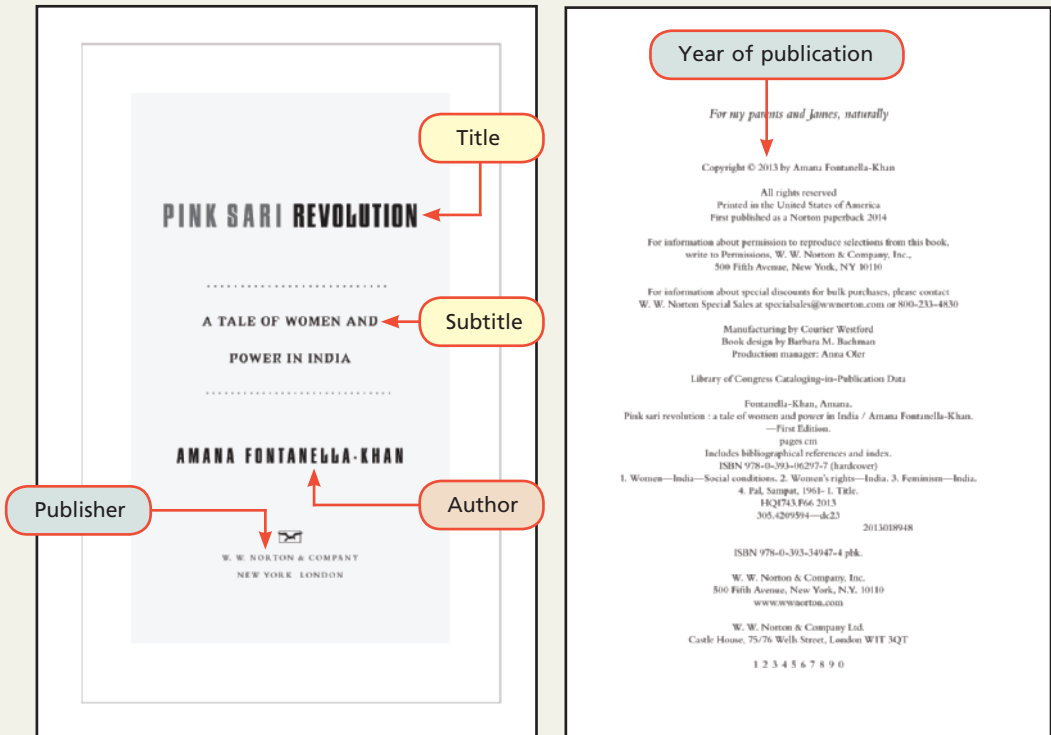 Title
PINK SARI REVOLUTION
A TALE OF WOMEN AND
Subtitle
POWER IN INDIA
AMANA FONTANELLA-KHAN
Author
Publisher
W. W. NORTON & COMPANY
NEW YORK LONDON
Year of publication
For my parents and James, naturally
Copyright © 2013 by Amana Fontanella-Khan
All rights reserved
Printed in the United States of America
First published as a Norton paperback 2014
For information about permission to reproduce selections from this book,
write to Permissions, W. W. Norton & Company, Inc.,
500 Fifth Avenue, New York, NY 10110
For information about special discounts for bulk purchases, please contact
W. W. Norton Special Sales at specialsales@wwnorton.com or 800-233-4830
Manufacturing by Courier Westford
Book design by Barbara M. Bachman
Production manager: Anna Oler
Library of Congress Cataloging-in-Publication Data
Fontanella-Khan, Amana.
Pink sari revolution : a tale of women and power in India / Amana Fontanella-Khan.
—First Edition.
pages cm
Includes bibliographical references and index.
ISBN 978-0-393-06297-7 (hardcover)
1. Women—India—Social conditions. 2. Women's rights—India. 3. Feminism—India.
4. Pal, Sampat, 1961- I. Title.
HQ1743.F66 2013
305.4209594—dc23
2013018948
ISBN 978-0-393-34947-4 pbk.
W. W. Norton & Company, Inc.
500 Fifth Avenue, New York, N.Y. 10110
www.wwnorton.com
W. W. Norton & Company Ltd.
Castle House, 75/76 Wells Street, London W1T 3QT
1 2 3 4 5 6 7 8 9 0